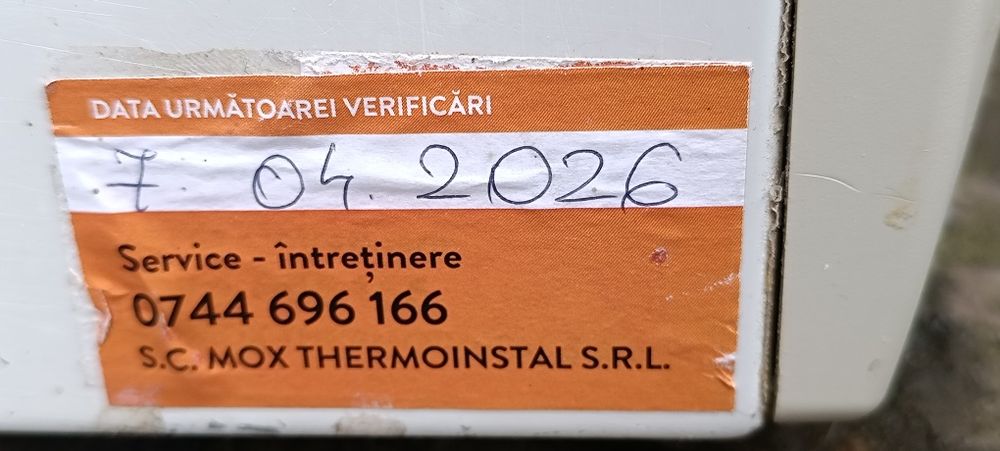 DATA URMĂTOAREI VERIFICĂRI
7. 04. 2026
Service - întreținere
0744 696 166
S.C. MOX THERMOINSTAL S.R.L.